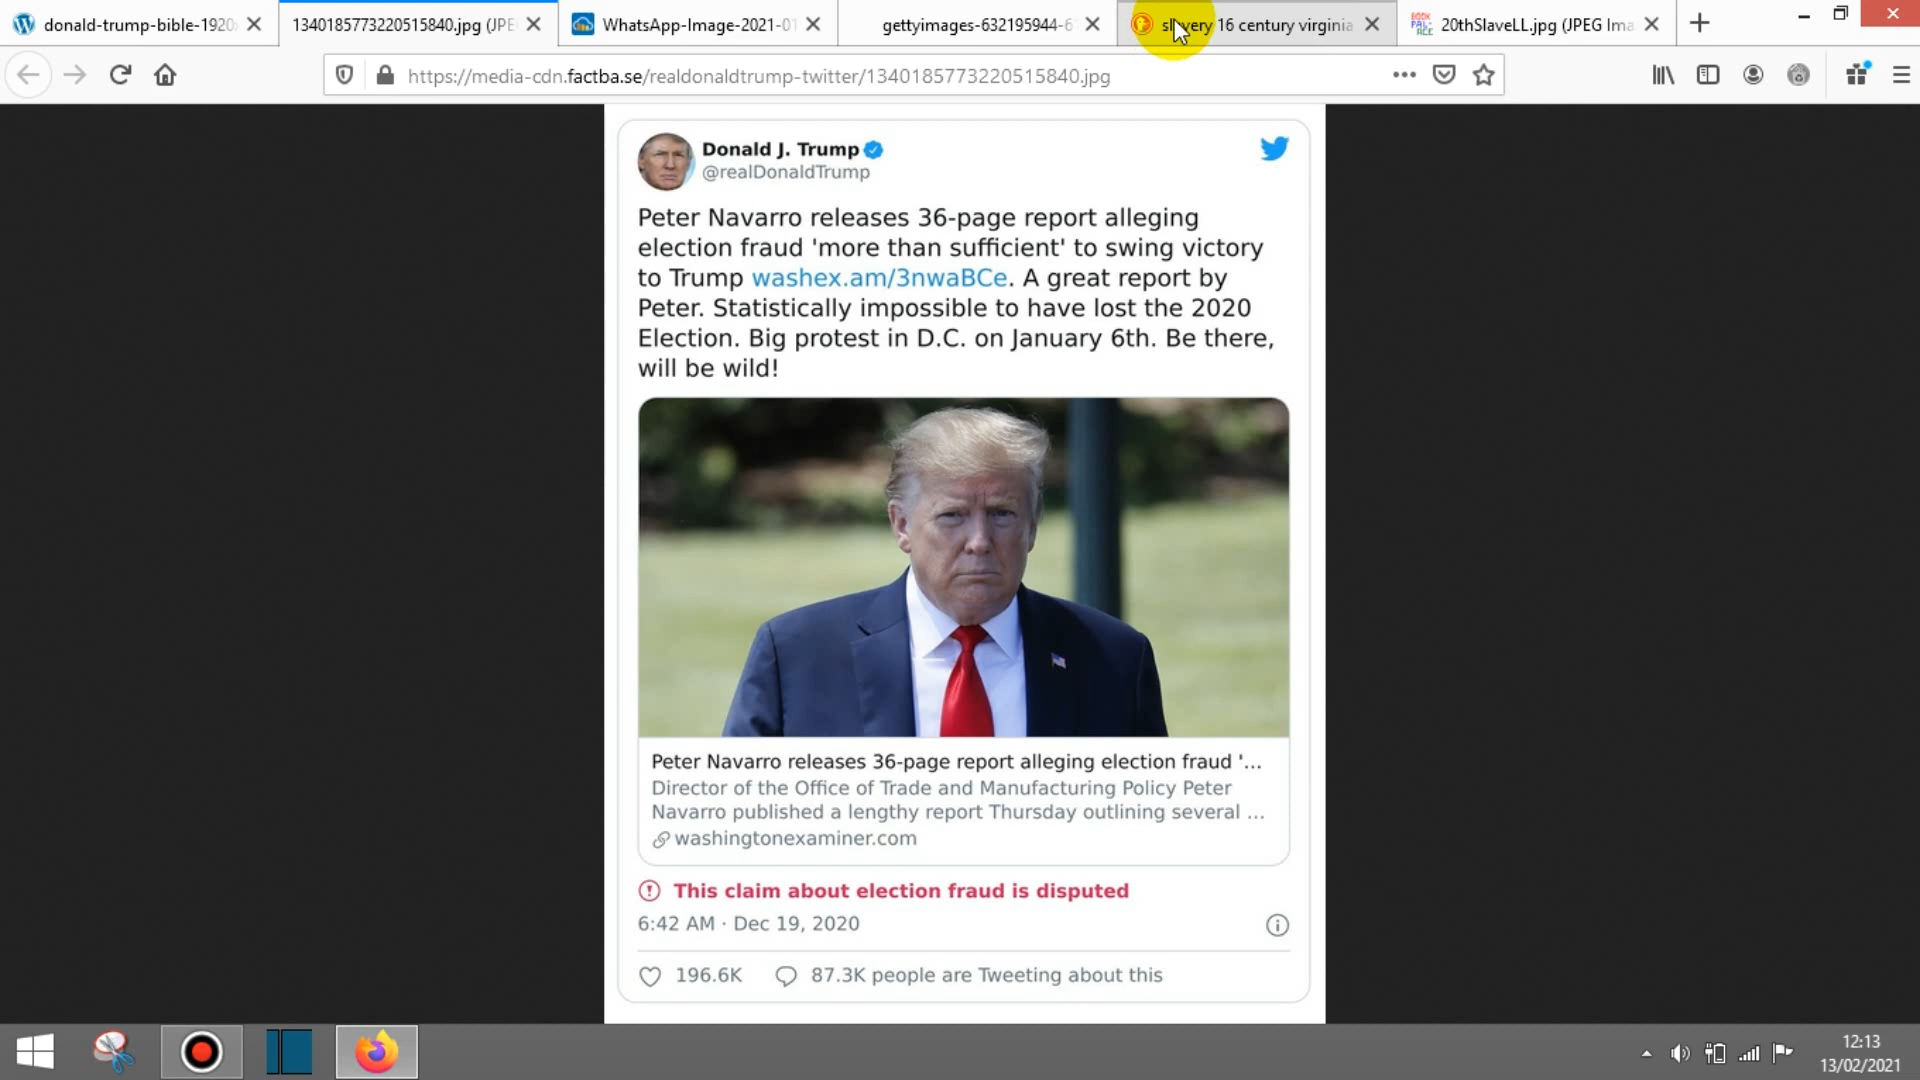 donald-trump-bible-1920
1340185773220515840.jpg (JPE
WhatsApp-Image-2021-01
gettyimages-632195944-6
slavery 16 century virginia
20thSlaveLL.jpg (JPEG Ima
https://media-cdn.factba.se/realdonaldtrump-twitter/1340185773220515840.jpg
Donald J. Trump
@realDonaldTrump
Peter Navarro releases 36-page report alleging
election fraud 'more than sufficient' to swing victory
to Trump washex.am/3nwaBCe. A great report by
Peter. Statistically impossible to have lost the 2020
Election. Big protest in D.C. on January 6th. Be there,
will be wild!
Peter Navarro releases 36-page report alleging election fraud '...
Director of the Office of Trade and Manufacturing Policy Peter
Navarro published a lengthy report Thursday outlining several ...
washingtonexaminer.com
This claim about election fraud is disputed
6:42 AM · Dec 19, 2020
196.6K
87.3K people are Tweeting about this
12:13
13/02/2021